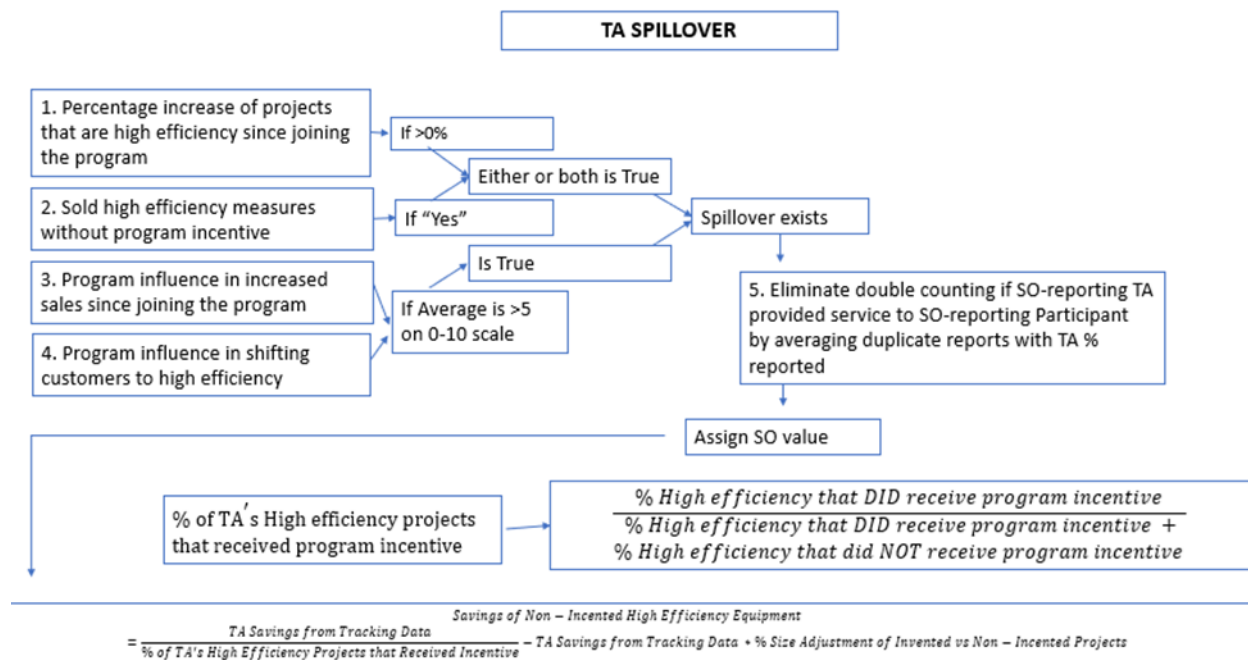 TA SPILLOVER
1. Percentage increase of projects
that are high efficiency since joining
the program
If >0%
Either or both is True
2. Sold high efficiency measures
without program incentive
If “Yes”
Spillover exists
Is True
3. Program influence in increased
sales since joining the program
If Average is >5
on 0-10 scale
4. Program influence in shifting
customers to high efficiency
5. Eliminate double counting if SO-reporting TA
provided service to SO-reporting Participant
by averaging duplicate reports with TA %
reported
Assign SO value
% of TA′s High efficiency projects
that received program incentive
% High efficiency that DID receive program incentive
% High efficiency that DID receive program incentive +
% High efficiency that did NOT receive program incentive
Savings of Non − Incented High Efficiency Equipment
= TA Savings from Tracking Data / % of TA's High Efficiency Projects that Received Incentive − TA Savings from Tracking Data * % Size Adjustment of Invented vs Non − Incented Projects